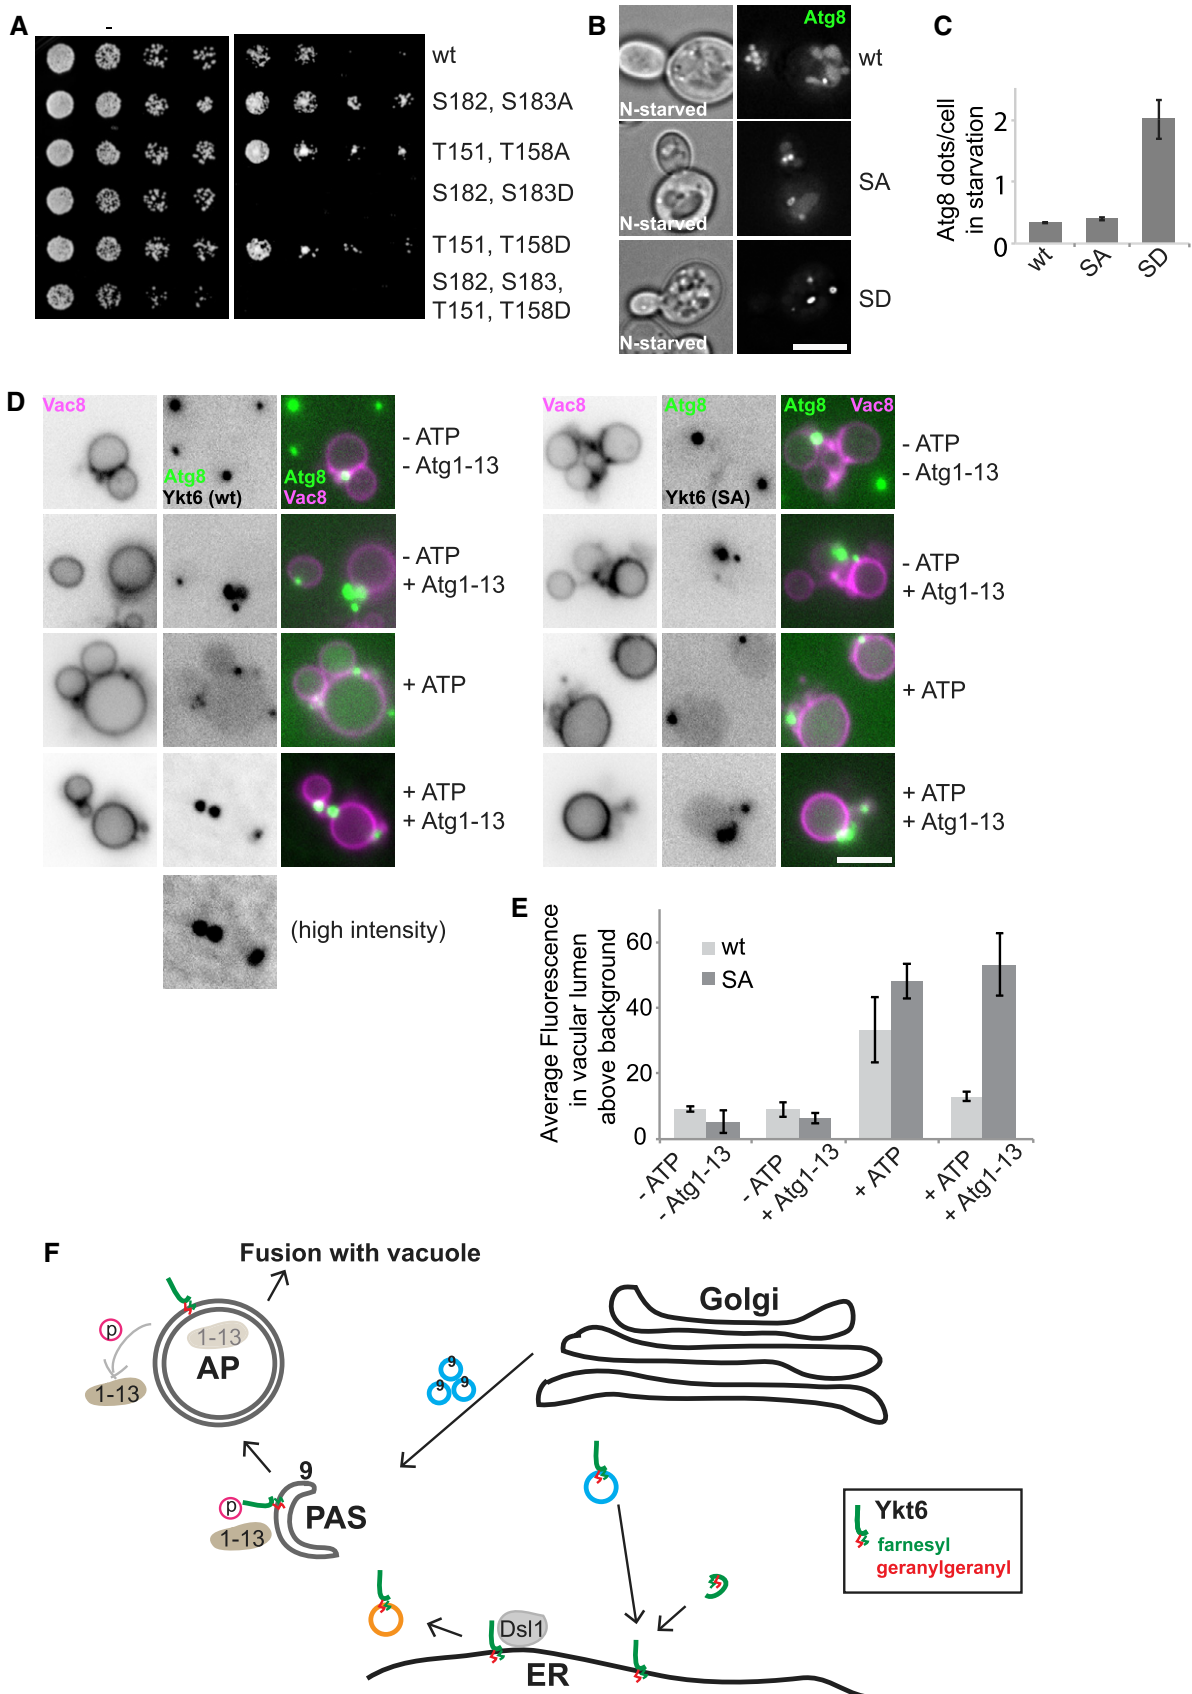 A
-
wt
S182, S183A
T151, T158A
S182, S183D
T151, T158D
S182, S183,
T151, T158D
B
Atg8
N-starved
wt
N-starved
SA
N-starved
SD
C
Atg8 dots/cell
in starvation
2
1
0
wt
SA
SD
D
Vac8
Atg8
Ykt6 (wt)
Atg8
Vac8
- ATP
- Atg1-13
- ATP
+ Atg1-13
+ ATP
+ ATP
+ Atg1-13
(high intensity)
Vac8
Atg8
Ykt6 (SA)
Atg8 Vac8
- ATP
- Atg1-13
- ATP
+ Atg1-13
+ ATP
+ ATP
+ Atg1-13
E
Average Fluorescence
in vacular lumen
above background
60
40
20
0
wt
SA
- ATP
- Atg1-13
- ATP
+ Atg1-13
+ ATP
+ ATP
+ Atg1-13
F
Fusion with vacuole
Golgi
p
1-13
AP
1-13
9
9
9
9
PAS
p
1-13
Ykt6
farnesyl
geranylgeranyl
Dsl1
ER